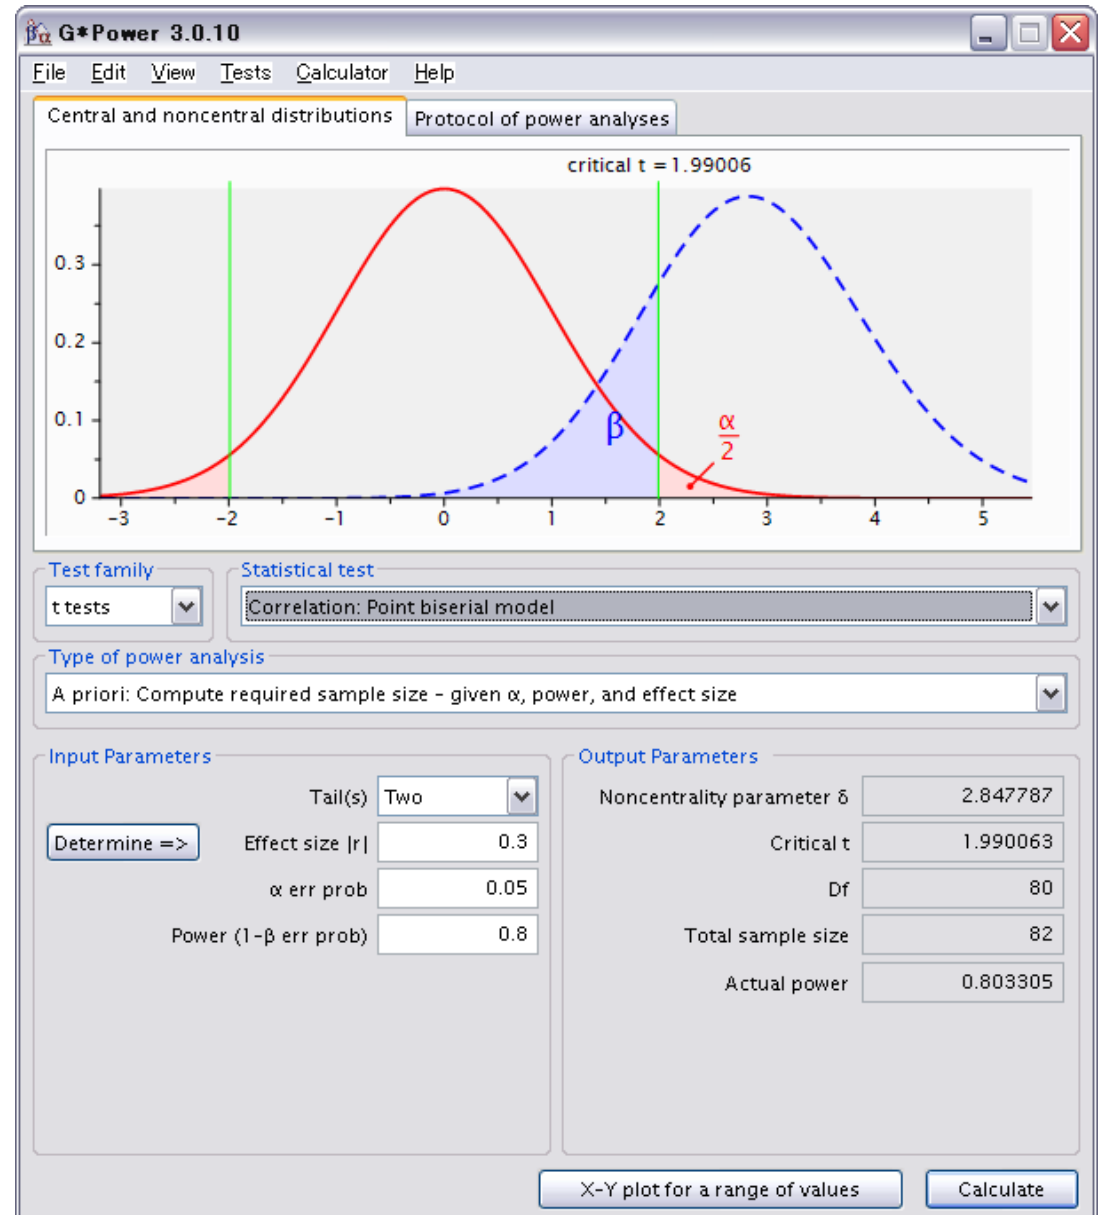 G*Power 3.0.10
File Edit View Tests Calculator Help
Central and noncentral distributions Protocol of power analyses
critical t = 1.99006
0.3
0.2
0.1
0
β
α
2
-3 -2 -1 0 1 2 3 4 5
Test family Statistical test
t tests Correlation: Point biserial model
Type of power analysis
A priori: Compute required sample size - given α, power, and effect size
Input Parameters Output Parameters
Tail(s) Two Noncentrality parameter δ 2.847787
Determine => Effect size |r| 0.3 Critical t 1.990063
α err prob 0.05 Df 80
Power (1-β err prob) 0.8 Total sample size 82
Actual power 0.803305
X-Y plot for a range of values Calculate